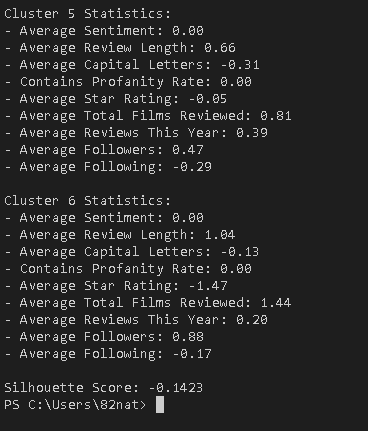 Cluster 5 Statistics:
- Average Sentiment: 0.00
- Average Review Length: 0.66
- Average Capital Letters: -0.31
- Contains Profanity Rate: 0.00
- Average Star Rating: -0.05
- Average Total Films Reviewed: 0.81
- Average Reviews This Year: 0.39
- Average Followers: 0.47
- Average Following: -0.29

Cluster 6 Statistics:
- Average Sentiment: 0.00
- Average Review Length: 1.04
- Average Capital Letters: -0.13
- Contains Profanity Rate: 0.00
- Average Star Rating: -1.47
- Average Total Films Reviewed: 1.44
- Average Reviews This Year: 0.20
- Average Followers: 0.88
- Average Following: -0.17

Silhouette Score: -0.1423
PS C:\Users\82nat>